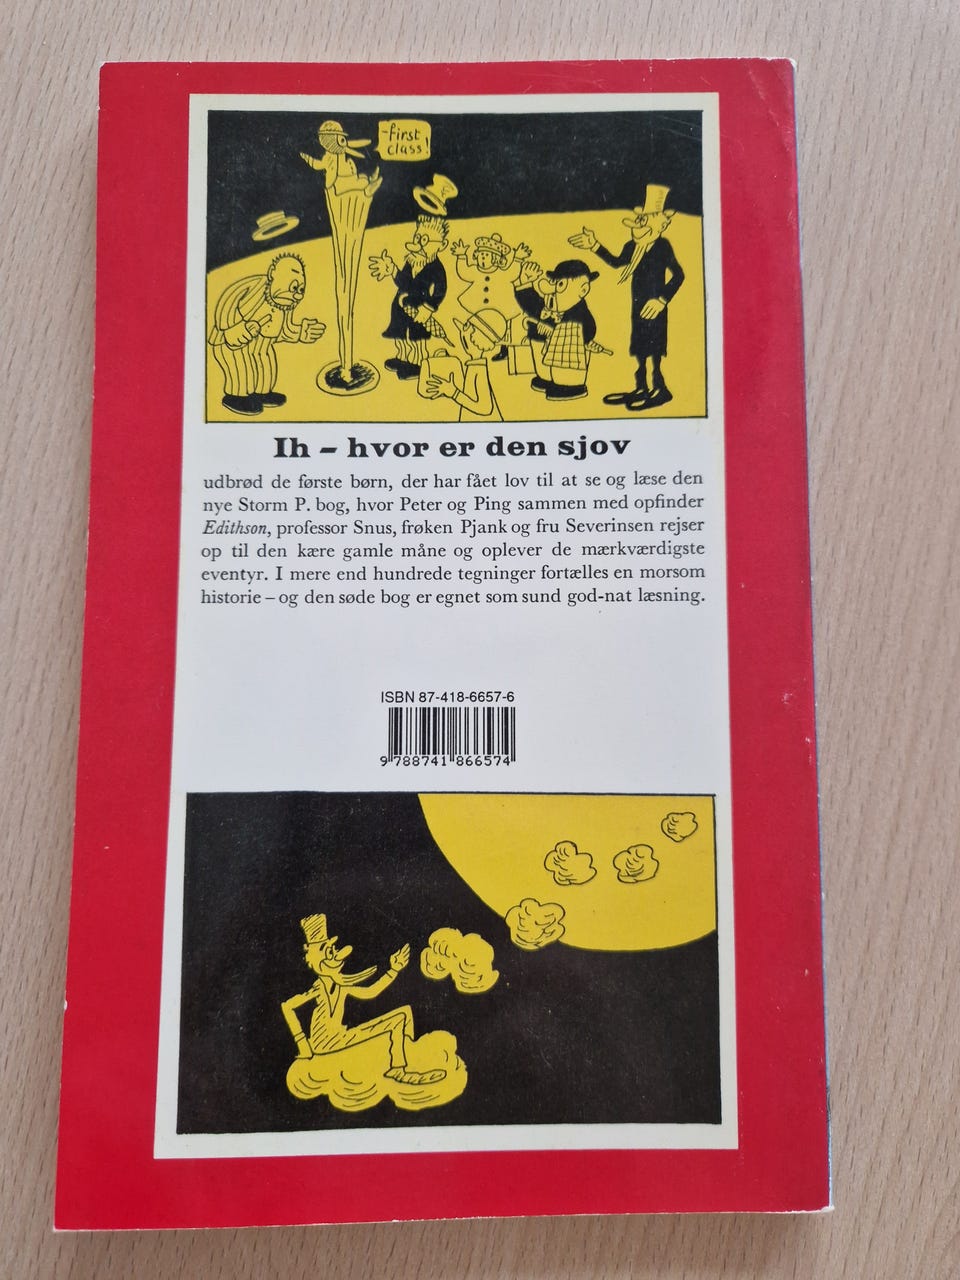 -first
class!
Ih – hvor er den sjov
udbrød de første børn, der har fået lov til at se og læse den
nye Storm P. bog, hvor Peter og Ping sammen med opfinder
Edithson, professor Snus, frøken Pjank og fru Severinsen rejser
op til den kære gamle måne og oplever de mærkværdigste
eventyr. I mere end hundrede tegninger fortælles en morsom
historie – og den søde bog er egnet som sund god-nat læsning.
ISBN 87-418-6657-6
9 788741 866574